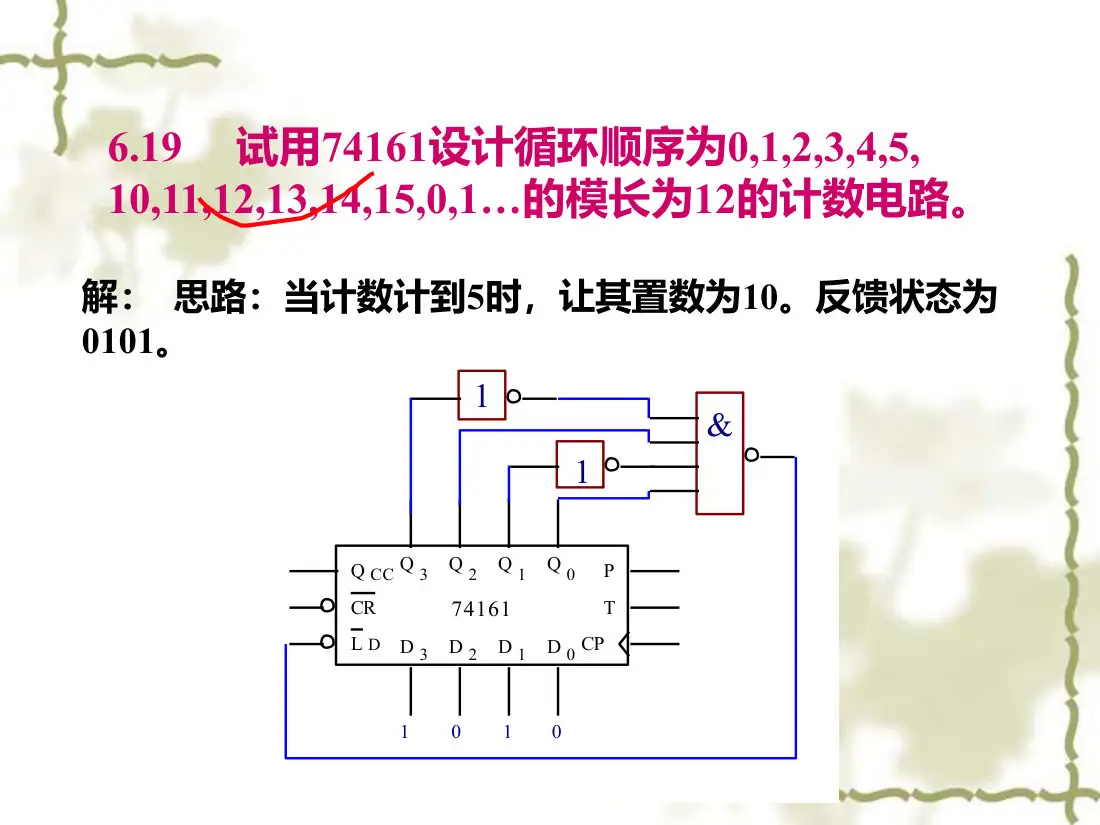 6.19 试用74161设计循环顺序为0,1,2,3,4,5,
10,11,12,13,14,15,0,1…的模长为12的计数电路。
解： 思路：当计数计到5时，让其置数为10。反馈状态为
0101。
1
&
1
Q CC Q 3 Q 2 Q 1 Q 0 P
CR 74161 T
L D D 3 D 2 D 1 D 0 CP
1 0 1 0